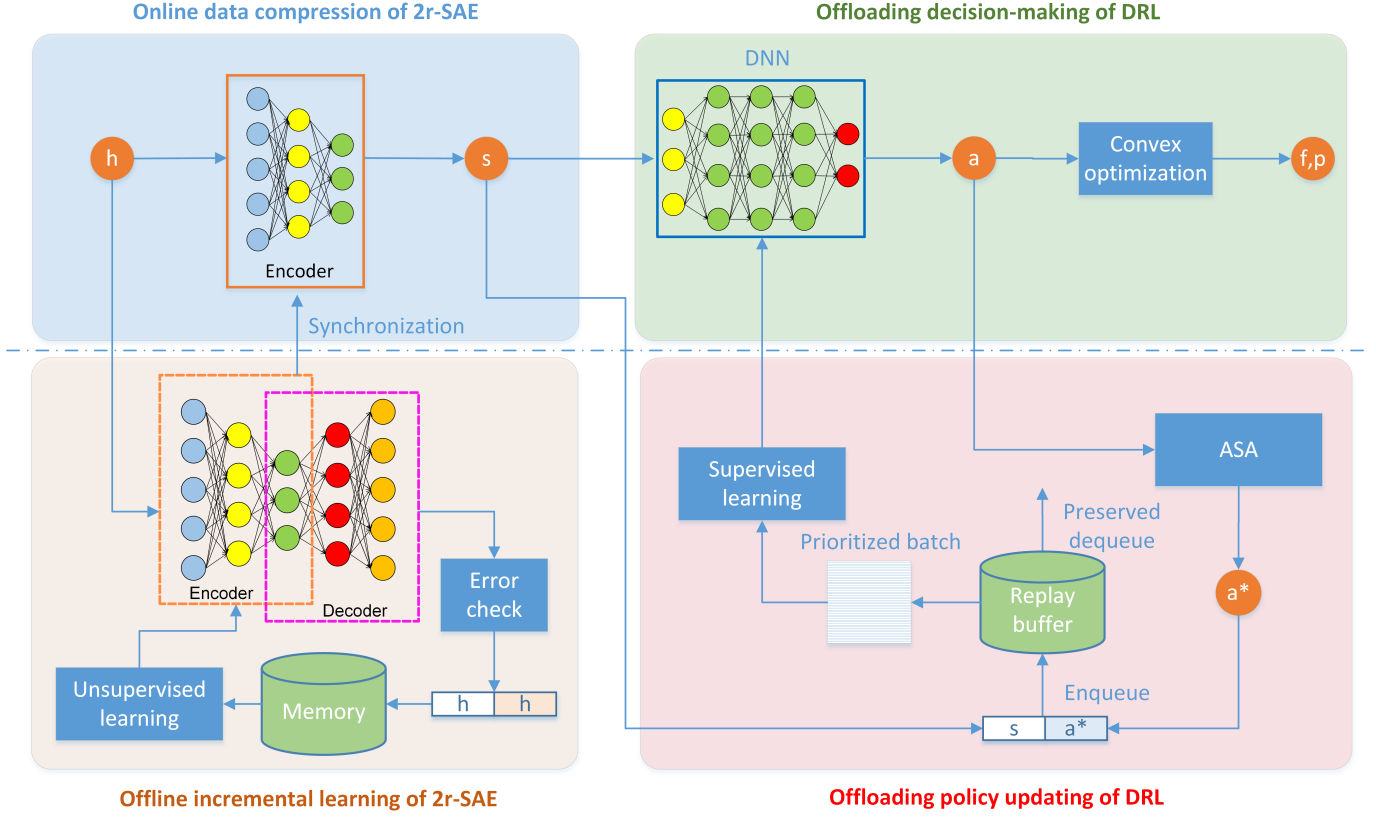 Online data compression of 2r-SAE
Offloading decision-making of DRL
DNN
h
s
a
Convex
optimization
f,p
Encoder
Synchronization
Encoder
Decoder
Error
check
Unsupervised
learning
Memory
h h
Supervised
learning
ASA
Preserved
dequeue
Prioritized batch
Replay
buffer
a*
Enqueue
s a*
Offline incremental learning of 2r-SAE
Offloading policy updating of DRL